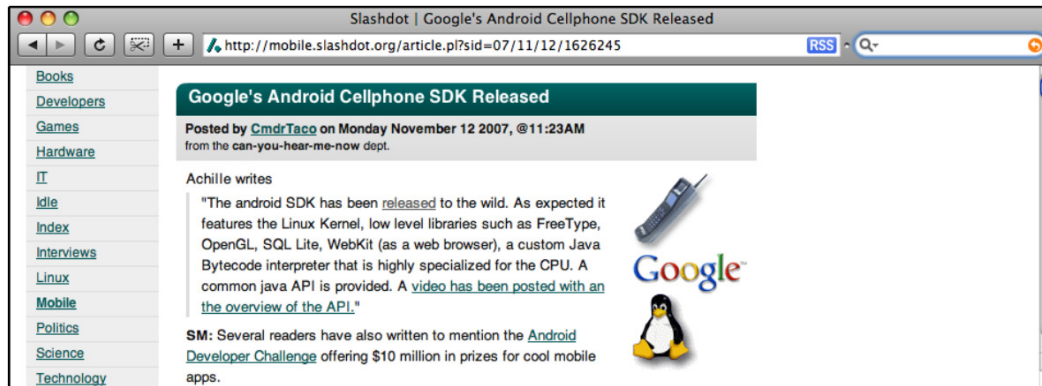 Slashdot | Google's Android Cellphone SDK Released
http://mobile.slashdot.org/article.pl?sid=07/11/12/1626245
RSS
Books
Developers
Games
Hardware
IT
Idle
Index
Interviews
Linux
Mobile
Politics
Science
Technology
Google's Android Cellphone SDK Released
Posted by CmdrTaco on Monday November 12 2007, @11:23AM
from the can-you-hear-me-now dept.
Achille writes
"The android SDK has been released to the wild. As expected it
features the Linux Kernel, low level libraries such as FreeType,
OpenGL, SQL Lite, WebKit (as a web browser), a custom Java
Bytecode interpreter that is highly specialized for the CPU. A
common java API is provided. A video has been posted with an
the overview of the API."
SM: Several readers have also written to mention the Android
Developer Challenge offering $10 million in prizes for cool mobile
apps.
Google™